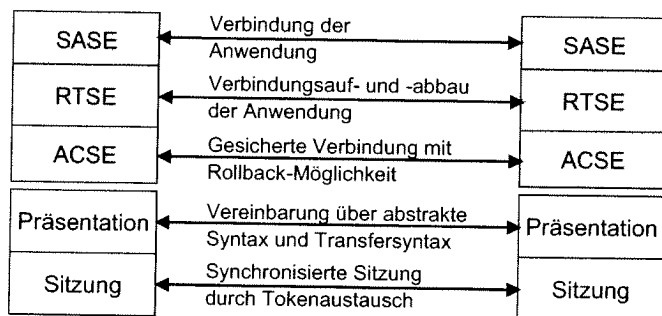 SASE
Verbindung der
Anwendung
SASE
RTSE
Verbindungsauf- und -abbau
der Anwendung
RTSE
ACSE
Gesicherte Verbindung mit
Rollback-Möglichkeit
ACSE
Präsentation
Vereinbarung über abstrakte
Syntax und Transfersyntax
Präsentation
Sitzung
Synchronisierte Sitzung
durch Tokenaustausch
Sitzung